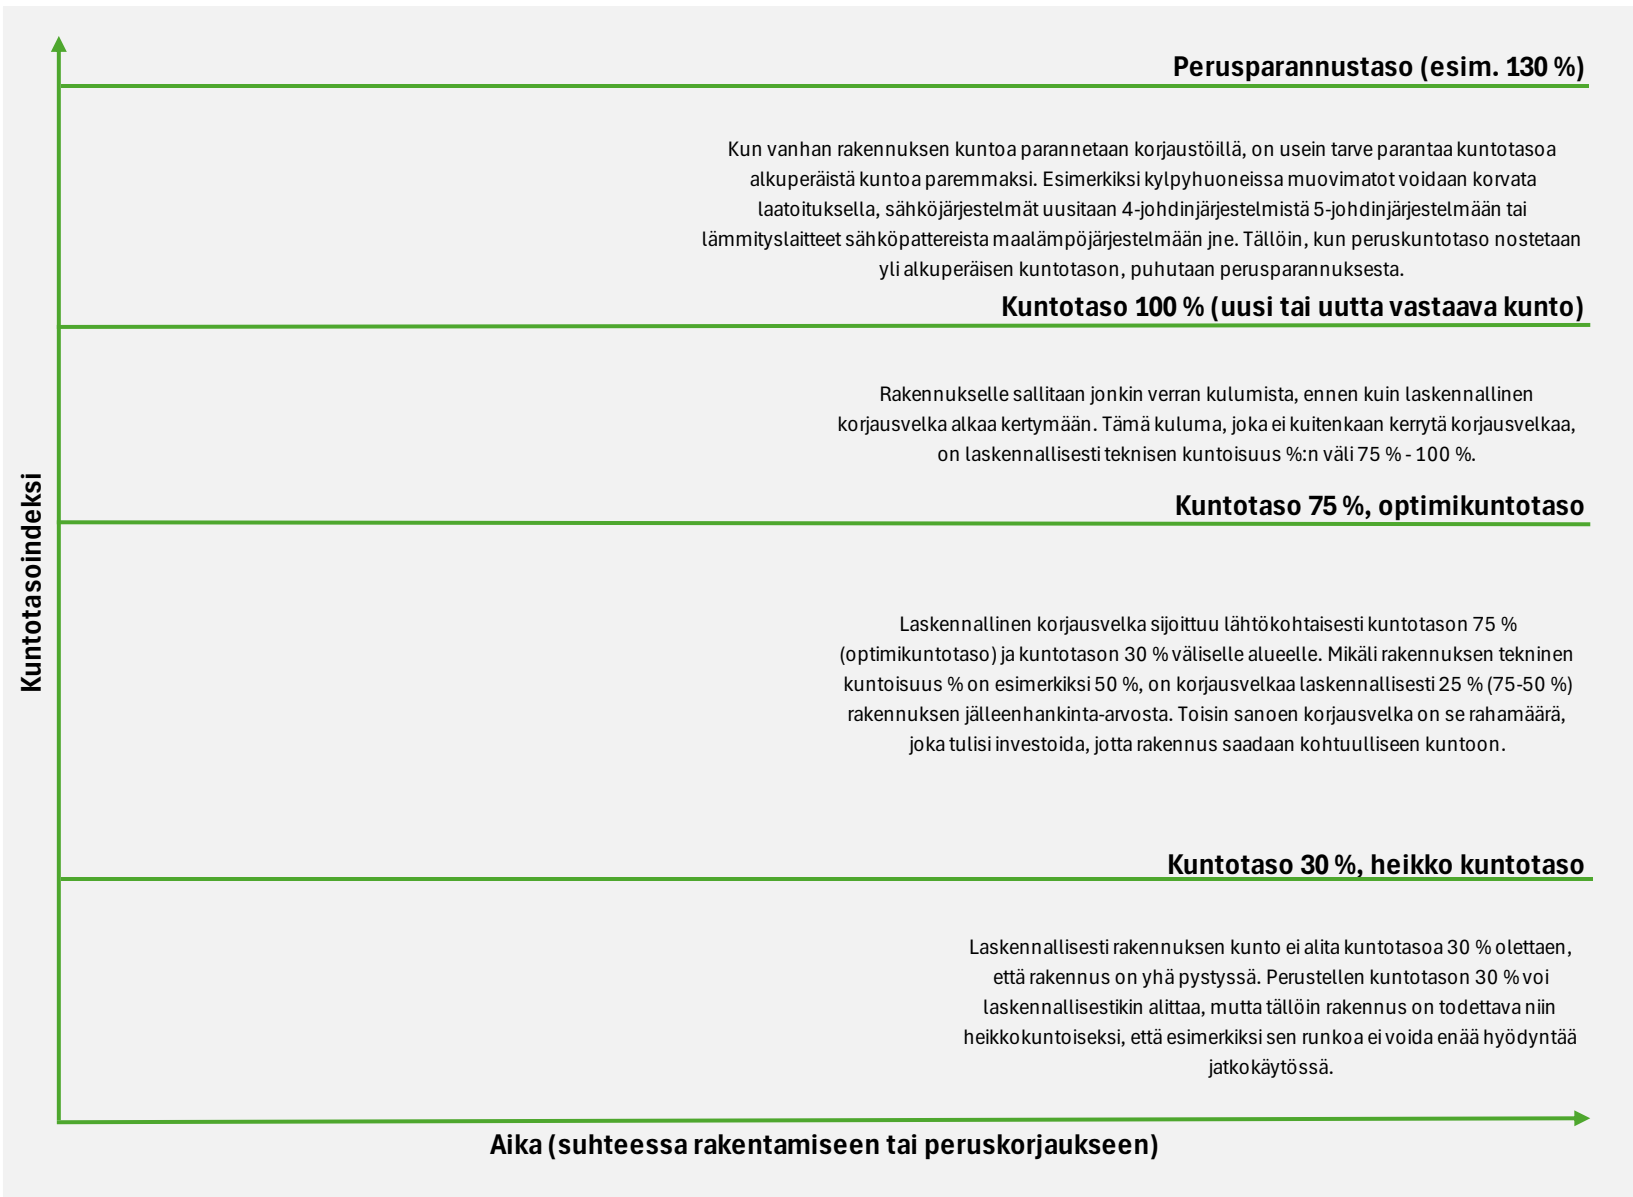 Perusparannustaso (esim. 130 %)
Kun vanhan rakennuksen kuntoa parannetaan korjaustöillä, on usein tarve parantaa kuntotasoa
alkuperäistä kuntoa paremmaksi. Esimerkiksi kylpyhuoneissa muovimatot voidaan korvata
laatoituksella, sähköjärjestelmät uusitaan 4-johdinjärjestelmistä 5-johdinjärjestelmään tai
lämmityslaitteet sähköpattereista maalämpöjärjestelmään jne. Tällöin, kun peruskuntotaso nostetaan
yli alkuperäisen kuntotason, puhutaan perusparannuksesta.
Kuntotaso 100 % (uusi tai uutta vastaava kunto)
Rakennukselle sallitaan jonkin verran kulumista, ennen kuin laskennallinen
korjausvelka alkaa kertymään. Tämä kuluma, joka ei kuitenkaan kerrytä korjausvelkaa,
on laskennallisesti teknisen kuntoisuus %:n väli 75 % - 100 %.
Kuntotaso 75 %, optimikuntotaso
Kuntotasoindeksi
Laskennallinen korjausvelka sijoittuu lähtökohtaisesti kuntotason 75 %
(optimikuntotaso) ja kuntotason 30 % väliselle alueelle. Mikäli rakennuksen tekninen
kuntoisuus % on esimerkiksi 50 %, on korjausvelkaa laskennallisesti 25 % (75-50 %)
rakennuksen jälleenhankinta-arvosta. Toisin sanoen korjausvelka on se rahamäärä,
joka tulisi investoida, jotta rakennus saadaan kohtuulliseen kuntoon.
Kuntotaso 30 %, heikko kuntotaso
Laskennallisesti rakennuksen kunto ei alita kuntotasoa 30 % olettaen,
että rakennus on yhä pystyssä. Perustellen kuntotason 30 % voi
laskennallisestikin alittaa, mutta tällöin rakennus on todettava niin
heikkokuntoiseksi, että esimerkiksi sen runkoa ei voida enää hyödyntää
jatkokäytössä.
Aika (suhteessa rakentamiseen tai peruskorjaukseen)